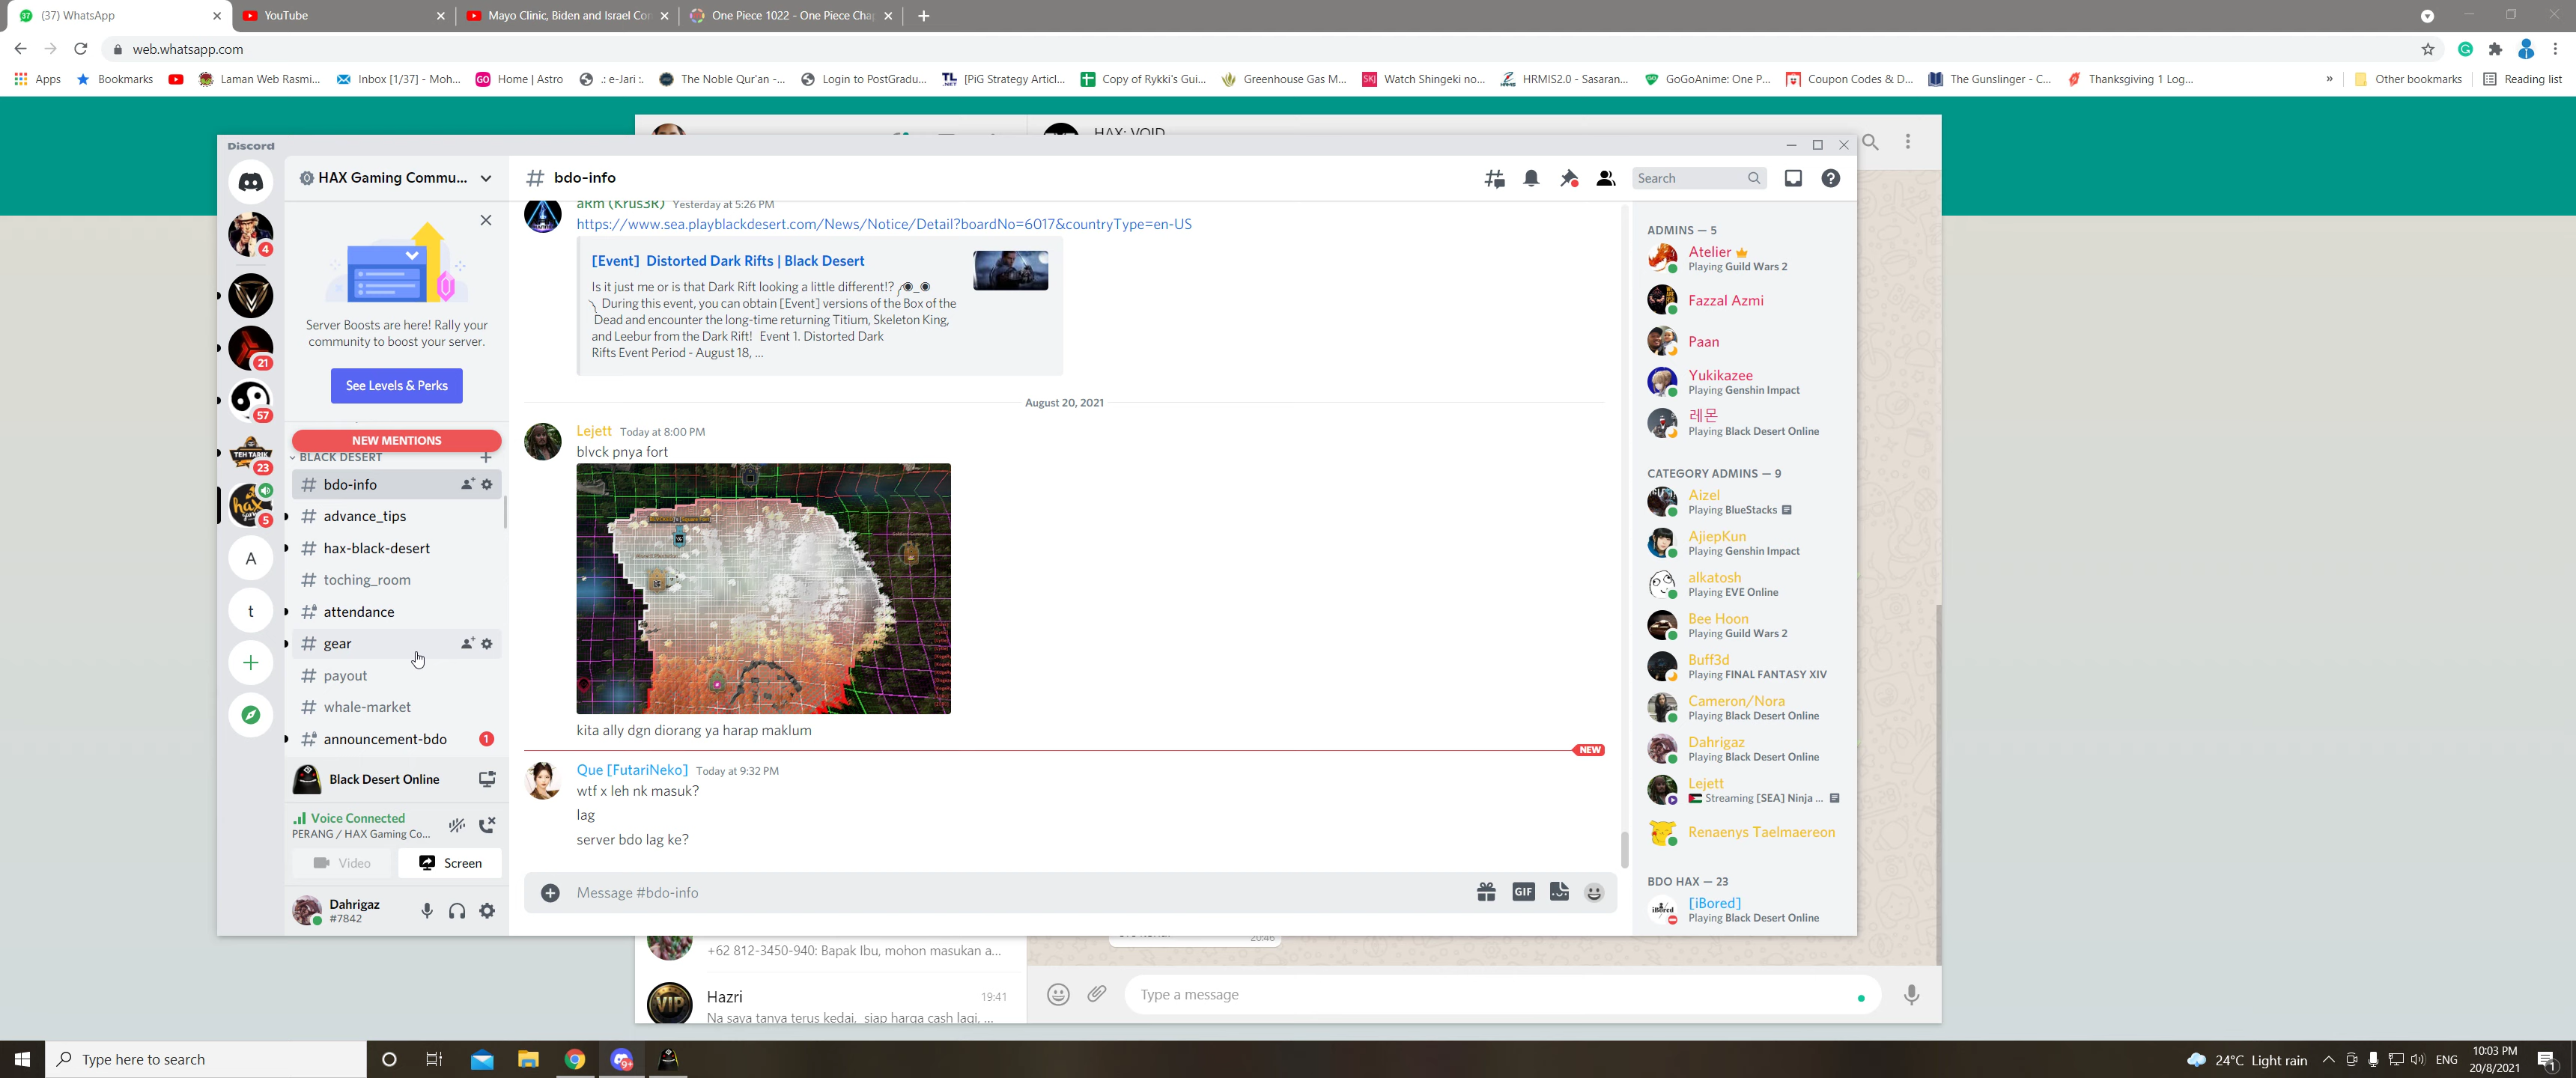 (37) WhatsApp
YouTube
Mayo Clinic, Biden and Israel Con
One Piece 1022 - One Piece Cha
web.whatsapp.com
Apps
Bookmarks
Laman Web Rasmi...
Inbox [1/37] - Moh...
Home | Astro
.: e-Jari :.
The Noble Qur'an -...
Login to PostGradu...
[PiG Strategy Articl...
Copy of Rykki's Gui...
Greenhouse Gas M...
Watch Shingeki no...
HRMIS2.0 - Sasaran...
GoGoAnime: One P...
Coupon Codes & D...
The Gunslinger - C...
Thanksgiving 1 Log...
»
Other bookmarks
Reading list
HAX: VOID
Discord
HAX Gaming Commu...
4
21
57
TEH TARIK
23
hax
5
A
t
Server Boosts are here! Rally your
community to boost your server.
See Levels & Perks
NEW MENTIONS
BLACK DESERT
bdo-info
advance_tips
hax-black-desert
toching_room
attendance
gear
payout
whale-market
announcement-bdo
1
Black Desert Online
Voice Connected
PERANG / HAX Gaming Co...
Video
Screen
Dahrigaz
#7842
# bdo-info
Search
aRm (Krus3R) Yesterday at 5:26 PM
https://www.sea.playblackdesert.com/News/Notice/Detail?boardNo=6017&countryType=en-US
[Event] Distorted Dark Rifts | Black Desert
Is it just me or is that Dark Rift looking a little different!? ╭◉_◉
╲ During this event, you can obtain [Event] versions of the Box of the
Dead and encounter the long-time returning Titium, Skeleton King,
and Leebur from the Dark Rift! Event 1. Distorted Dark
Rifts Event Period - August 18, ...
August 20, 2021
Lejett Today at 8:00 PM
blvck pnya fort
kita ally dgn diorang ya harap maklum
NEW
Que [FutariNeko] Today at 9:32 PM
wtf x leh nk masuk?
lag
server bdo lag ke?
Message #bdo-info
GIF
ADMINS — 5
Atelier
Playing Guild Wars 2
Fazzal Azmi
Paan
Yukikazee
Playing Genshin Impact
레몬
Playing Black Desert Online
CATEGORY ADMINS — 9
Aizel
Playing BlueStacks
AjiepKun
Playing Genshin Impact
alkatosh
Playing EVE Online
Bee Hoon
Playing Guild Wars 2
Buff3d
Playing FINAL FANTASY XIV
Cameron/Nora
Playing Black Desert Online
Dahrigaz
Playing Black Desert Online
Lejett
Streaming [SEA] Ninja ...
Renaenys Taelmaereon
BDO HAX — 23
iBored
[iBored]
Playing Black Desert Online
20:46
+62 812-3450-940: Bapak Ibu, mohon masukan a...
VIP
Hazri
19:41
Na saya tanya terus kedai, siap harga cash lagi, ...
Type a message
Type here to search
9+
24°C Light rain
ENG
10:03 PM
20/8/2021
1